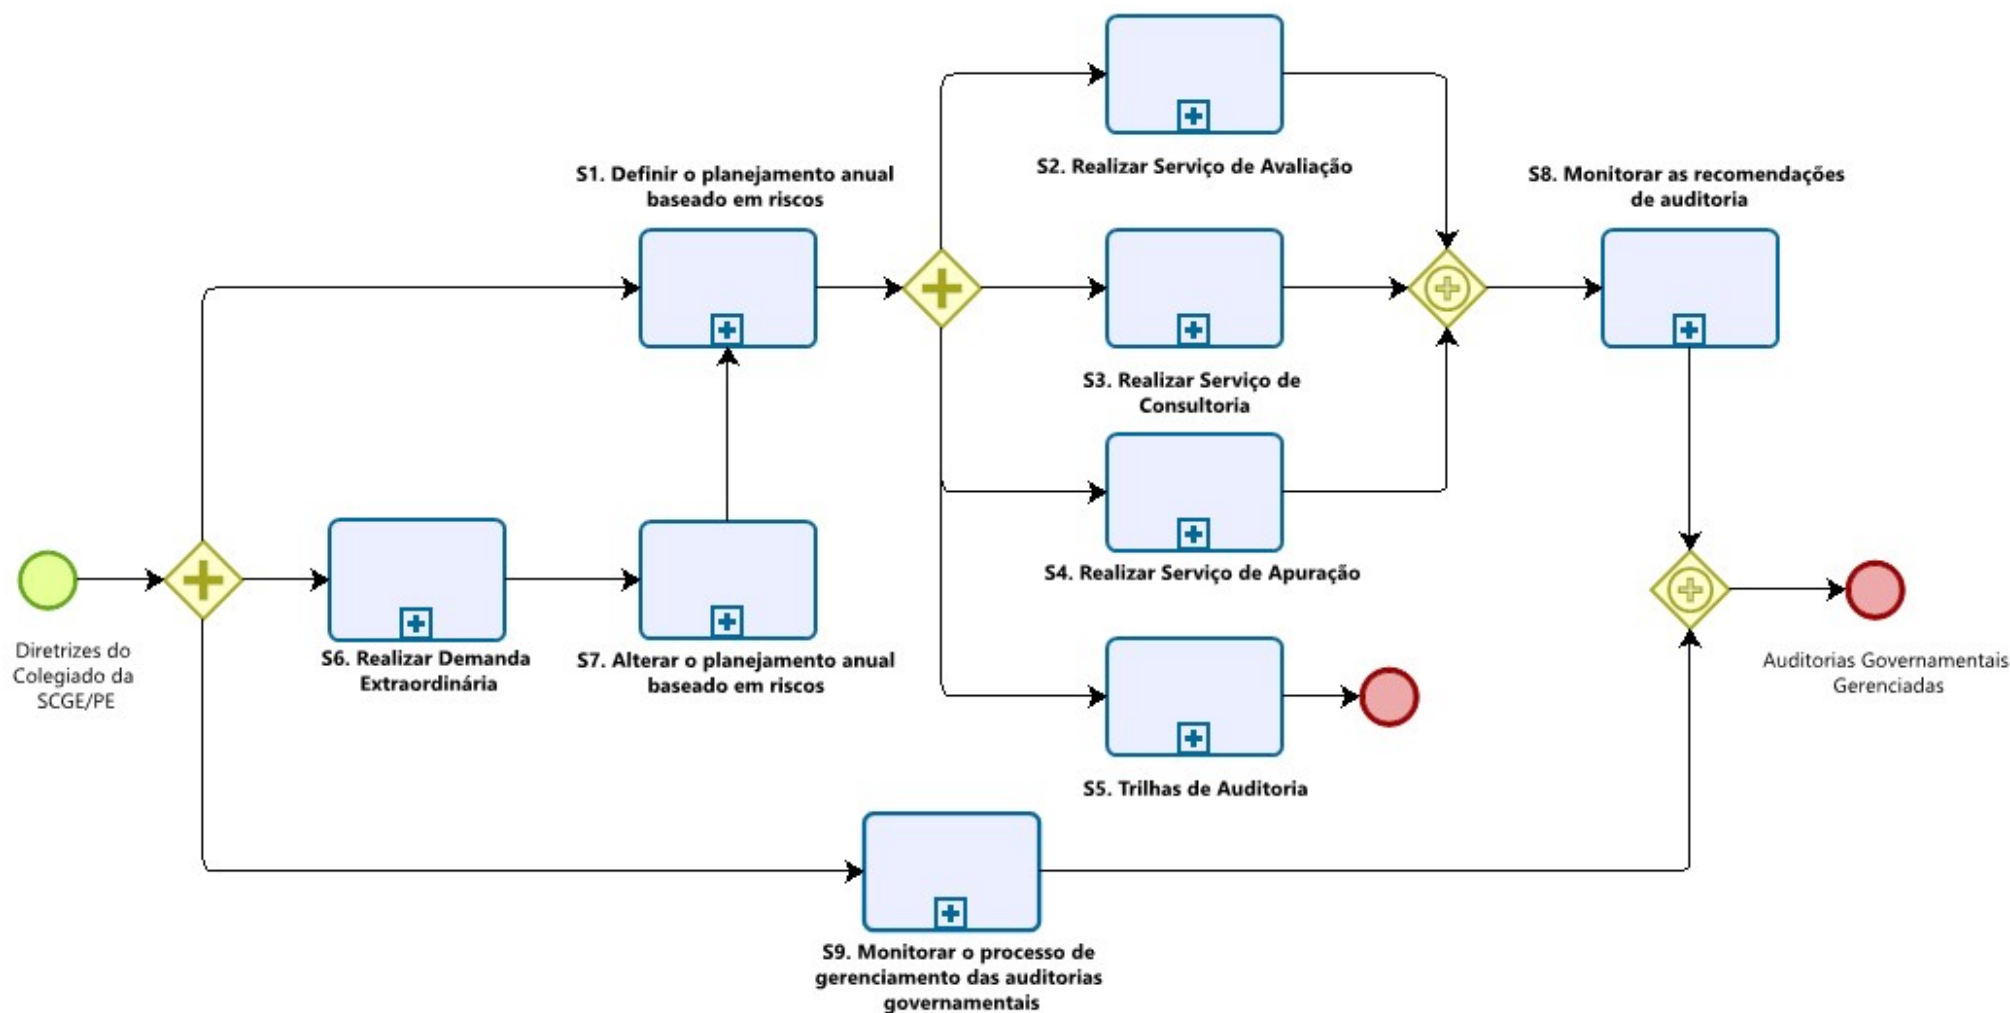 S1. Definir o planejamento anual
baseado em riscos
S2. Realizar Serviço de Avaliação
S8. Monitorar as recomendações
de auditoria
S3. Realizar Serviço de
Consultoria
S4. Realizar Serviço de Apuração
Diretrizes do
Colegiado da
SCGE/PE
S6. Realizar Demanda
Extraordinária
S7. Alterar o planejamento anual
baseado em riscos
Auditorias Governamentais
Gerenciadas
S5. Trilhas de Auditoria
S9. Monitorar o processo de
gerenciamento das auditorias
governamentais